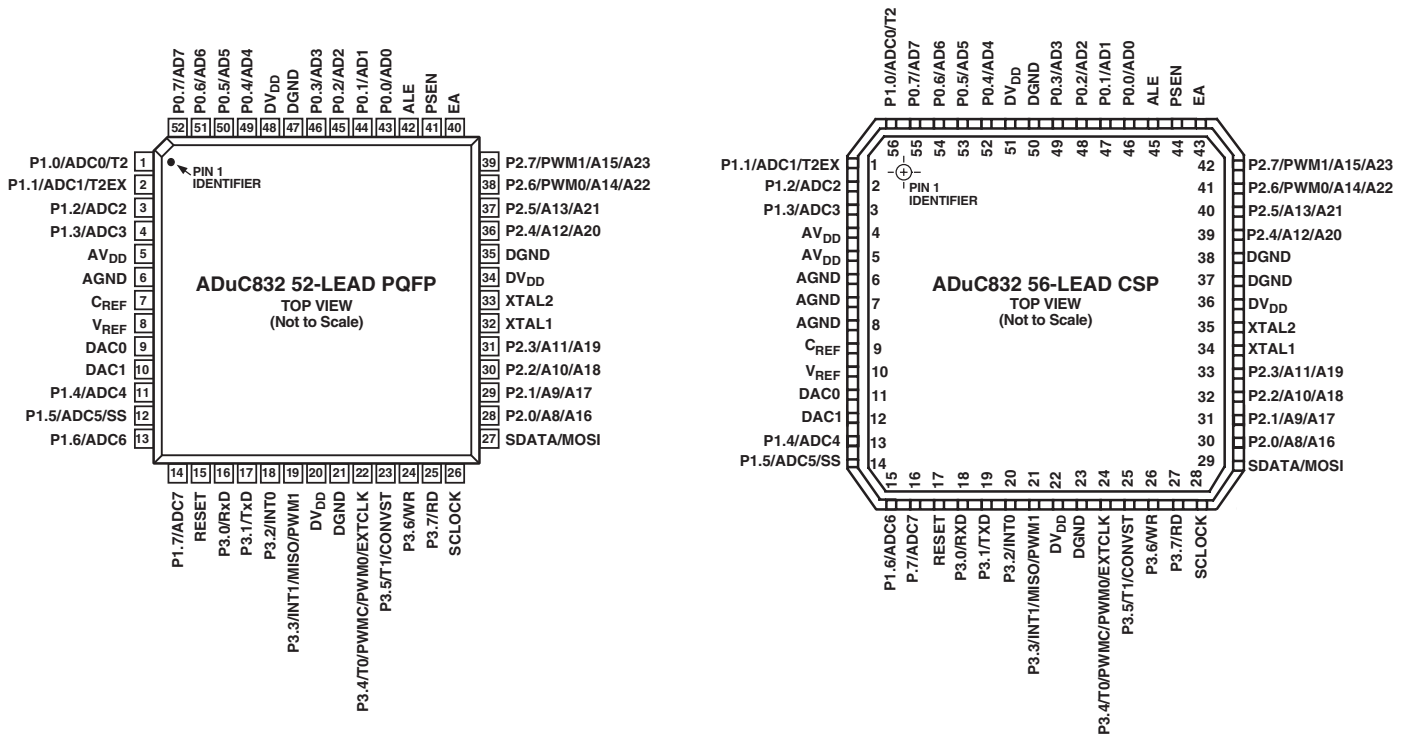 P0.7/AD7
P0.6/AD6
P0.5/AD5
P0.4/AD4
DVDD
DGND
P0.3/AD3
P0.2/AD2
P0.1/AD1
P0.0/AD0
ALE
PSEN
EA
52 51 50 49 48 47 46 45 44 43 42 41 40
P1.0/ADC0/T2 1
P1.1/ADC1/T2EX 2
P1.2/ADC2 3
P1.3/ADC3 4
AVDD 5
AGND 6
CREF 7
VREF 8
DAC0 9
DAC1 10
P1.4/ADC4 11
P1.5/ADC5/SS 12
P1.6/ADC6 13
PIN 1
IDENTIFIER
ADuC832 52-LEAD PQFP
TOP VIEW
(Not to Scale)
39 P2.7/PWM1/A15/A23
38 P2.6/PWM0/A14/A22
37 P2.5/A13/A21
36 P2.4/A12/A20
35 DGND
34 DVDD
33 XTAL2
32 XTAL1
31 P2.3/A11/A19
30 P2.2/A10/A18
29 P2.1/A9/A17
28 P2.0/A8/A16
27 SDATA/MOSI
14 15 16 17 18 19 20 21 22 23 24 25 26
P1.7/ADC7
RESET
P3.0/RxD
P3.1/TxD
P3.2/INT0
P3.3/INT1/MISO/PWM1
DVDD
DGND
P3.4/T0/PWMC/PWM0/EXTCLK
P3.5/T1/CONVST
P3.6/WR
P3.7/RD
SCLOCK
P1.0/ADC0/T2
P0.7/AD7
P0.6/AD6
P0.5/AD5
P0.4/AD4
DVDD
DGND
P0.3/AD3
P0.2/AD2
P0.1/AD1
P0.0/AD0
ALE
PSEN
EA
56 55 54 53 52 51 50 49 48 47 46 45 44 43
P1.1/ADC1/T2EX 1
P1.2/ADC2 2
P1.3/ADC3 3
AVDD 4
AVDD 5
AGND 6
AGND 7
AGND 8
CREF 9
VREF 10
DAC0 11
DAC1 12
P1.4/ADC4 13
P1.5/ADC5/SS 14
PIN 1
IDENTIFIER
ADuC832 56-LEAD CSP
TOP VIEW
(Not to Scale)
42 P2.7/PWM1/A15/A23
41 P2.6/PWM0/A14/A22
40 P2.5/A13/A21
39 P2.4/A12/A20
38 DGND
37 DGND
36 DVDD
35 XTAL2
34 XTAL1
33 P2.3/A11/A19
32 P2.2/A10/A18
31 P2.1/A9/A17
30 P2.0/A8/A16
29 SDATA/MOSI
15 16 17 18 19 20 21 22 23 24 25 26 27 28
P1.6/ADC6
P.7/ADC7
RESET
P3.0/RXD
P3.1/TXD
P3.2/INT0
P3.3/INT1/MISO/PWM1
DVDD
DGND
P3.4/T0/PWMC/PWM0/EXTCLK
P3.5/T1/CONVST
P3.6/WR
P3.7/RD
SCLOCK